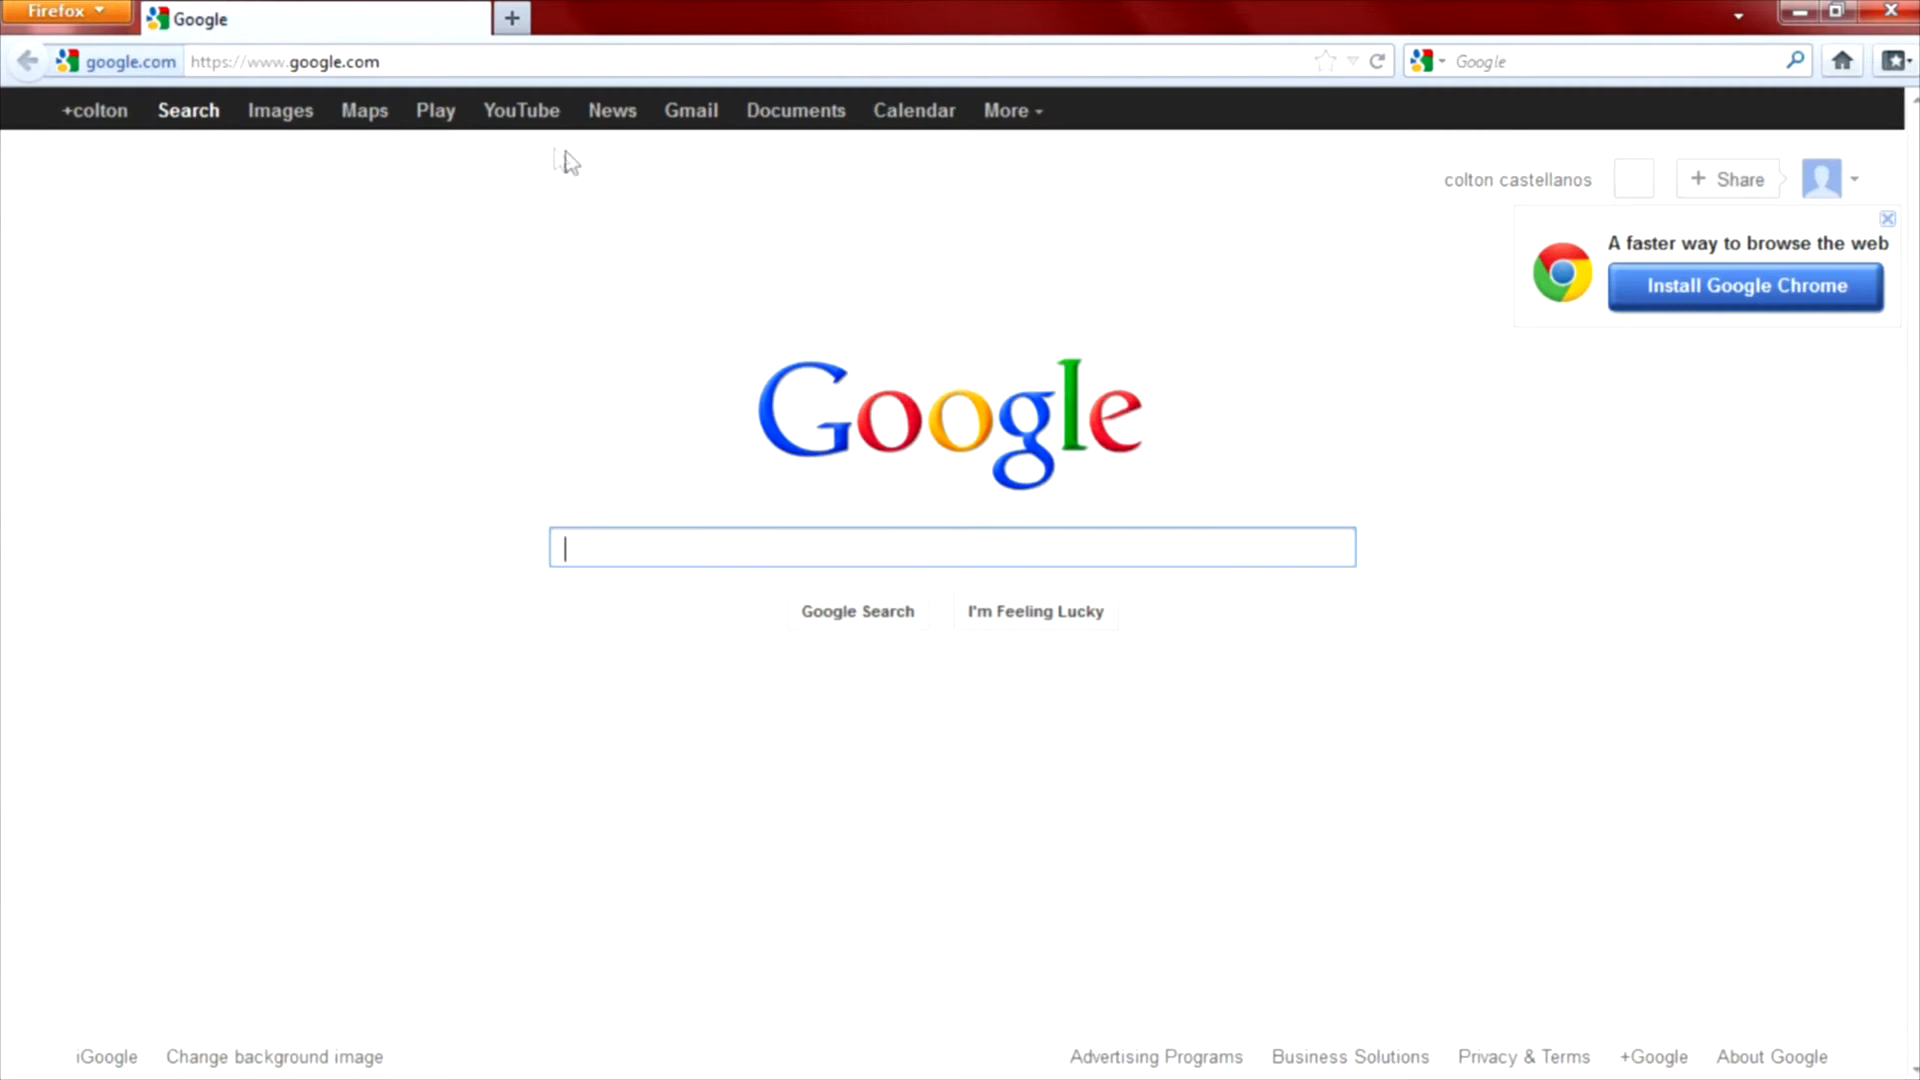 Firefox
Google
google.com https://www.google.com Google
+colton Search Images Maps Play YouTube News Gmail Documents Calendar More
colton castellanos + Share
A faster way to browse the web
Install Google Chrome
Google
Google Search I'm Feeling Lucky
iGoogle Change background image Advertising Programs Business Solutions Privacy & Terms +Google About Google